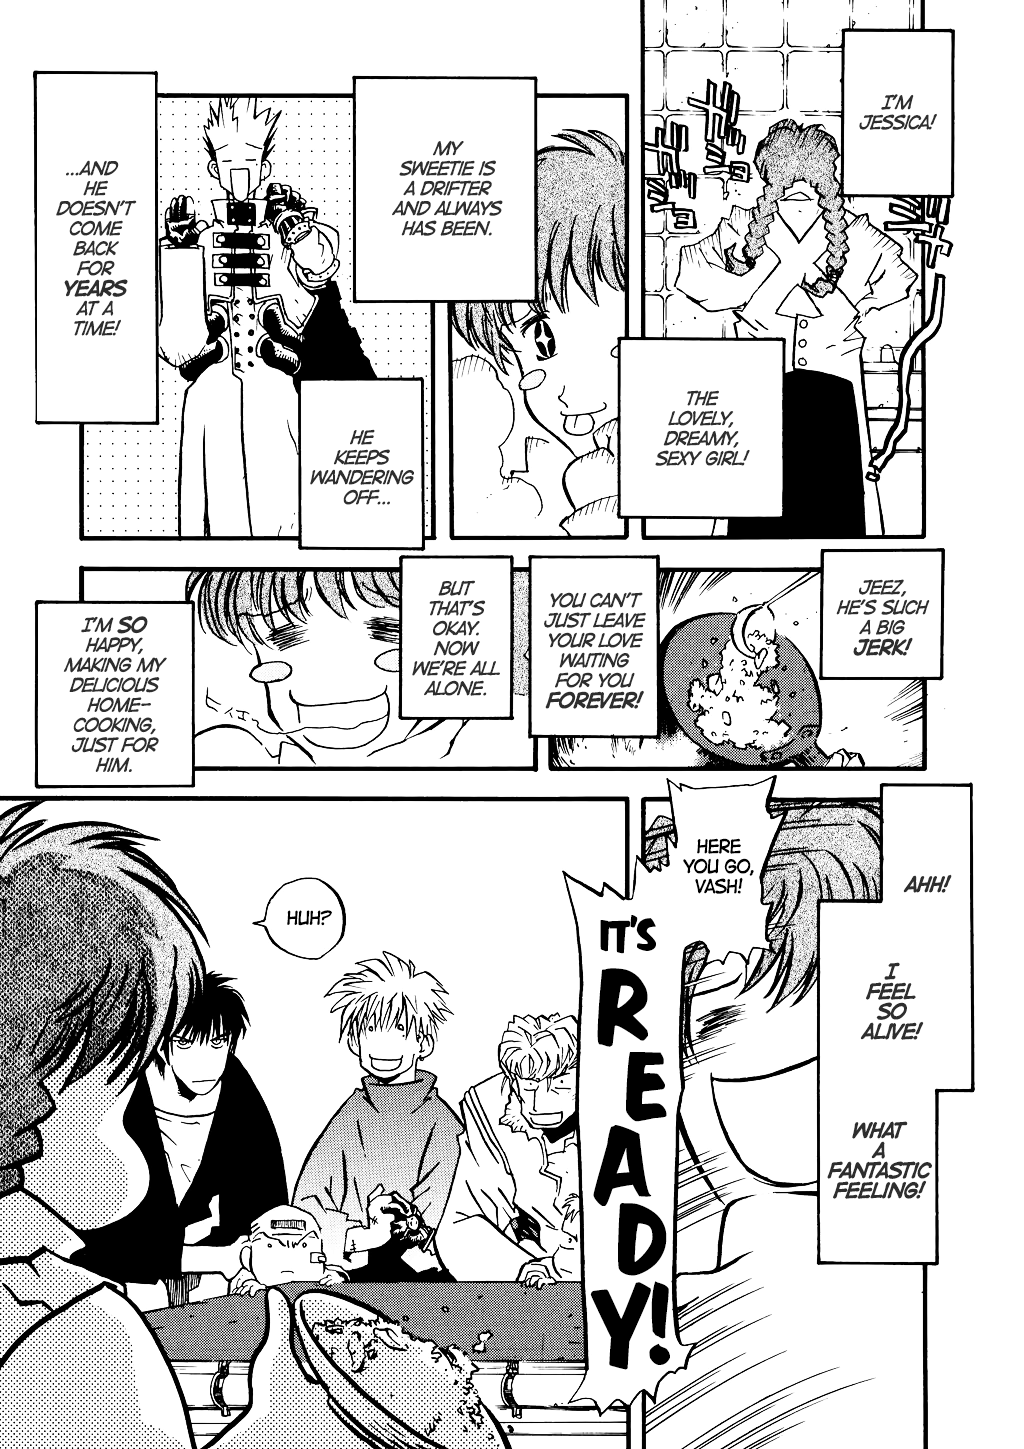 I'M
JESSICA!
THE
LOVELY,
DREAMY,
SEXY GIRL!
MY
SWEETIE IS
A DRIFTER
AND ALWAYS
HAS BEEN.
HE
KEEPS
WANDERING
OFF...
...AND
HE
DOESN'T
COME
BACK
FOR
YEARS
AT A
TIME!
JEEZ,
HE'S SUCH
A BIG
JERK!
YOU CAN'T
JUST LEAVE
YOUR LOVE
WAITING
FOR YOU
FOREVER!
BUT
THAT'S
OKAY.
NOW
WE'RE ALL
ALONE.
I'M SO
HAPPY,
MAKING MY
DELICIOUS
HOME-
COOKING,
JUST FOR
HIM.
AHH!
I
FEEL
SO
ALIVE!
WHAT
A
FANTASTIC
FEELING!
HERE
YOU GO,
VASH!
IT'S
READY!
HUH?